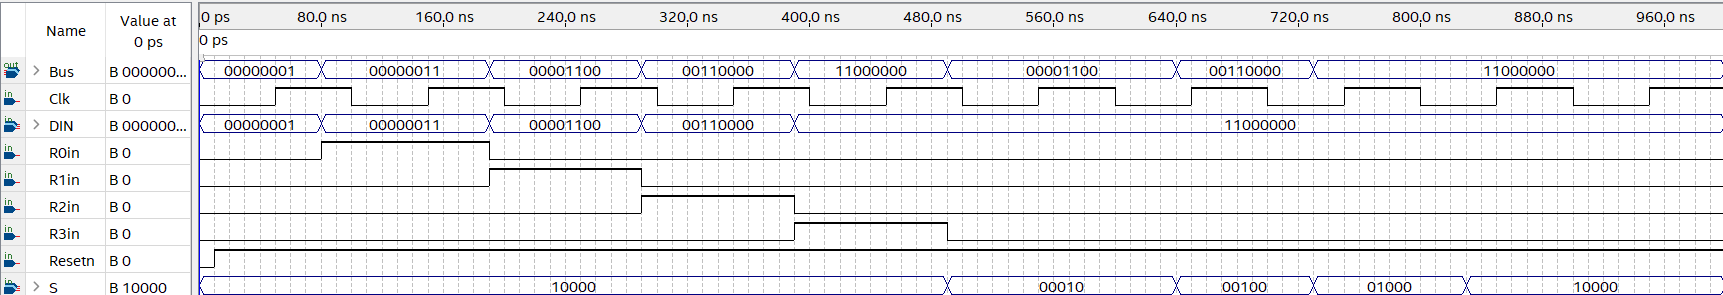 Name Value at 0 ps
0 ps 80.0 ns 160.0 ns 240.0 ns 320.0 ns 400.0 ns 480.0 ns 560.0 ns 640.0 ns 720.0 ns 800.0 ns 880.0 ns 960.0 ns
0 ps
out > Bus B 000000... 00000001 00000011 00001100 00110000 11000000 00001100 00110000 11000000
in Clk B 0
in > DIN B 000000... 00000001 00000011 00001100 00110000 11000000
in R0in B 0
in R1in B 0
in R2in B 0
in R3in B 0
in Resetn B 0
in > S B 10000 10000 00010 00100 01000 10000